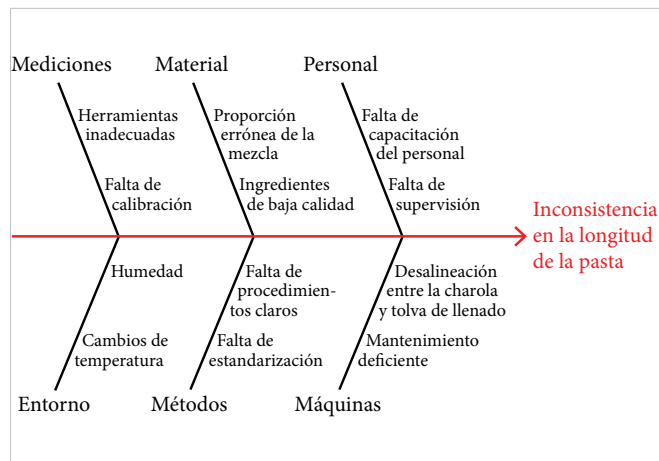 Mediciones
Material
Personal
Herramientas
inadecuadas
Falta de
calibración
Proporción
errónea de la
mezcla
Ingredientes
de baja calidad
Falta de
capacitación
del personal
Falta de
supervisión
Inconsistencia
en la longitud
de la pasta
Humedad
Cambios de
temperatura
Falta de
procedimien-
tos claros
Falta de
estandarización
Desalineación
entre la charola
y tolva de llenado
Mantenimiento
deficiente
Entorno
Métodos
Máquinas